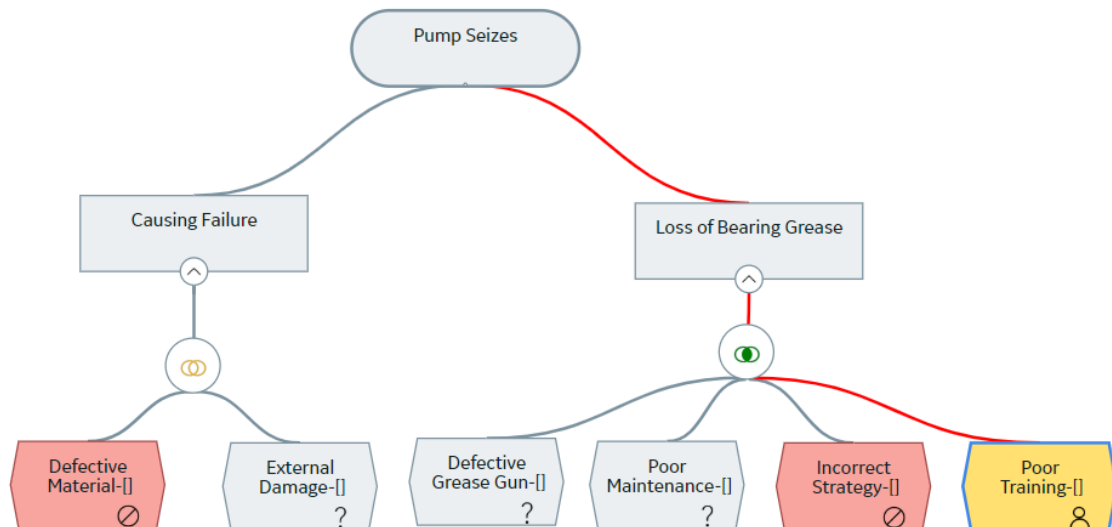 Pump Seizes
Causing Failure
Loss of Bearing Grease
Defective
Material-[]
External
Damage-[]
?
Defective
Grease Gun-[]
?
Poor
Maintenance-[]
?
Incorrect
Strategy-[]
Poor
Training-[]